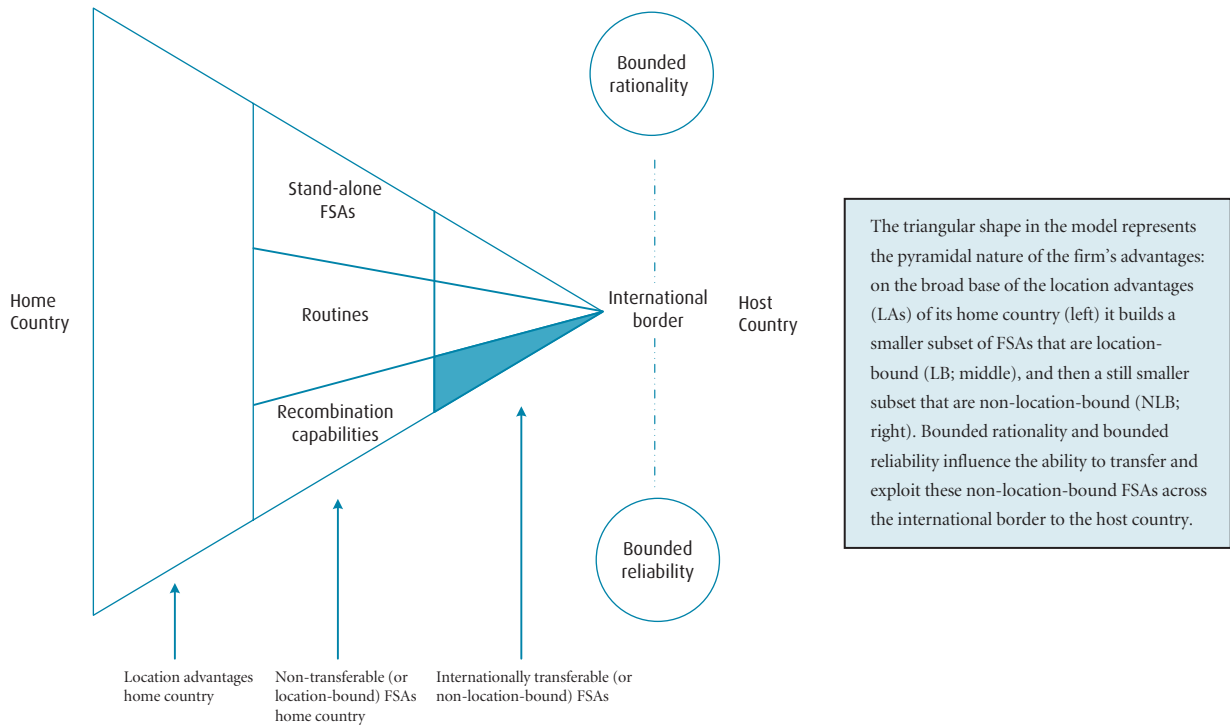 Bounded
rationality
Stand-alone
FSAs
Home
Country
Routines
International
border
Host
Country
Recombination
capabilities
Bounded
reliability
Location advantages
home country
Non-transferable (or
location-bound) FSAs
home country
Internationally transferable (or
non-location-bound) FSAs
The triangular shape in the model represents
the pyramidal nature of the firm's advantages:
on the broad base of the location advantages
(LAs) of its home country (left) it builds a
smaller subset of FSAs that are location-
bound (LB; middle), and then a still smaller
subset that are non-location-bound (NLB;
right). Bounded rationality and bounded
reliability influence the ability to transfer and
exploit these non-location-bound FSAs across
the international border to the host country.